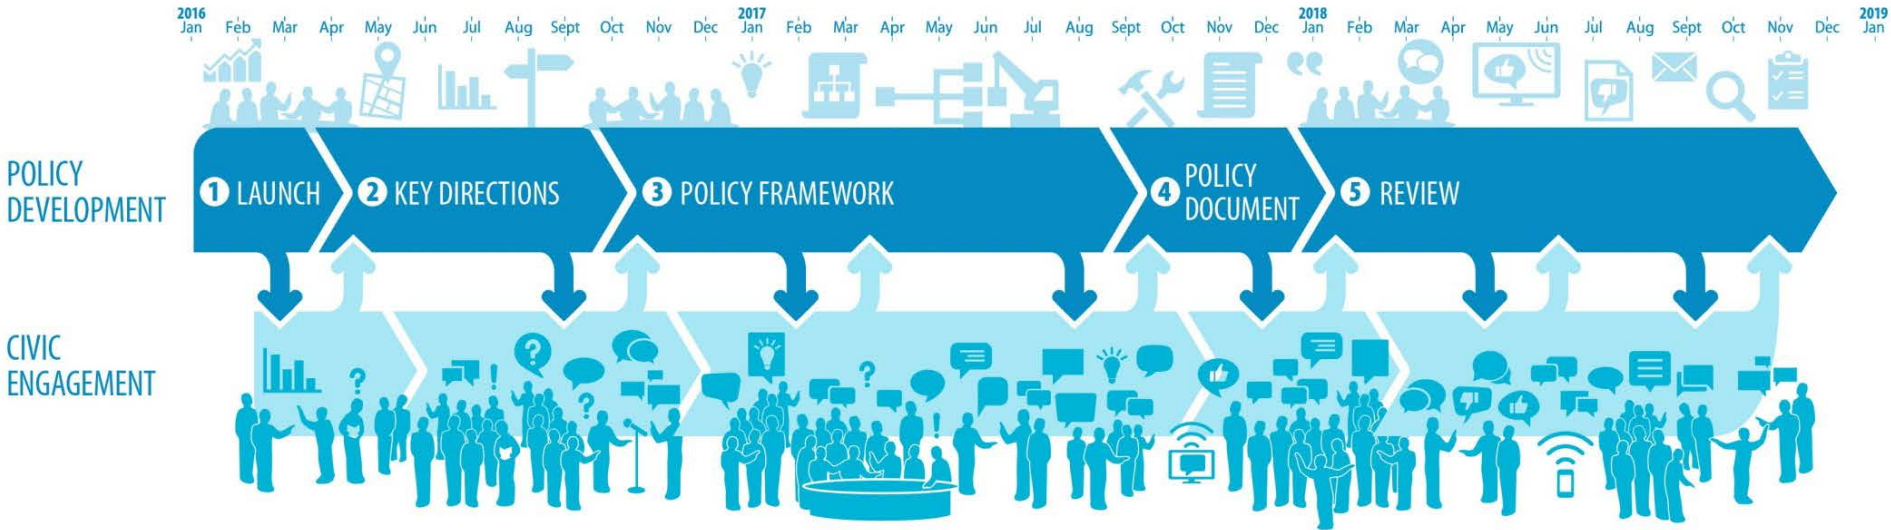 2016 2017 2018 2019
Jan Feb Mar Apr May Jun Jul Aug Sept Oct Nov Dec Jan Feb Mar Apr May Jun Jul Aug Sept Oct Nov Dec Jan Feb Mar Apr May Jun Jul Aug Sept Oct Nov Dec Jan
POLICY
DEVELOPMENT
1 LAUNCH
2 KEY DIRECTIONS
3 POLICY FRAMEWORK
4 POLICY
DOCUMENT
5 REVIEW
CIVIC
ENGAGEMENT